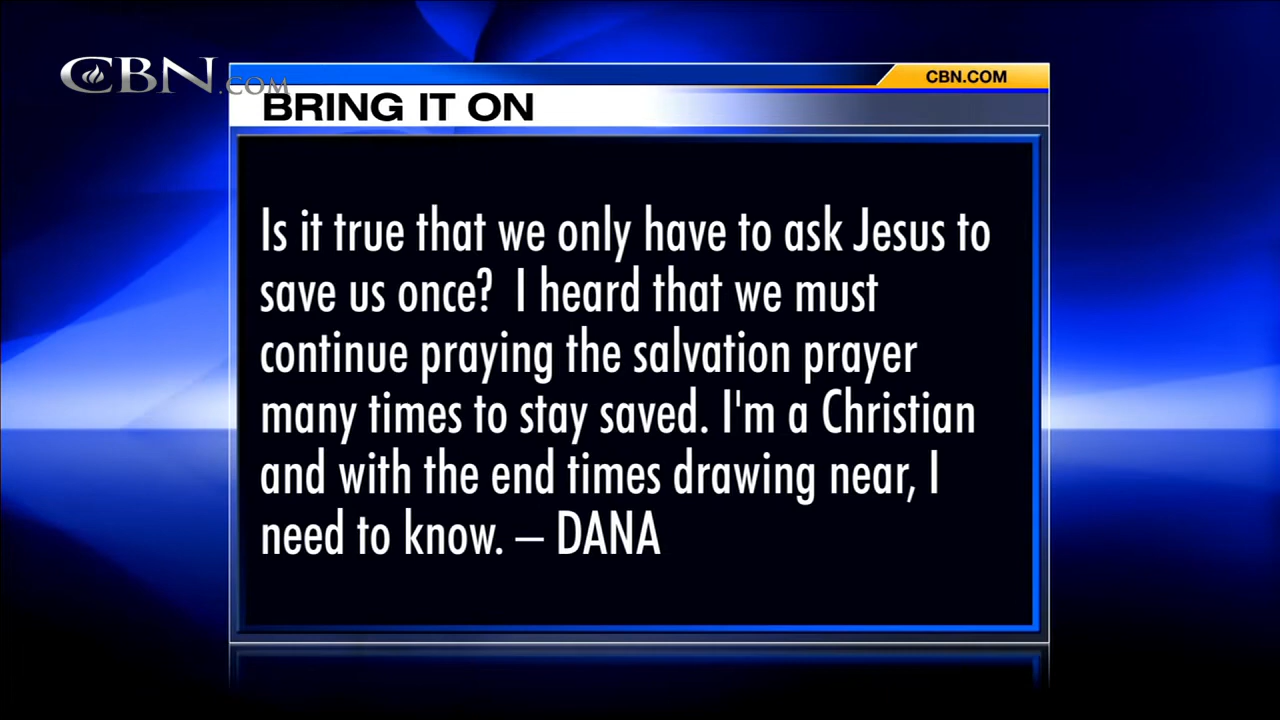 CBN.COM
CBN.COM
BRING IT ON
Is it true that we only have to ask Jesus to
save us once?  I heard that we must
continue praying the salvation prayer
many times to stay saved. I'm a Christian
and with the end times drawing near, I
need to know. – DANA